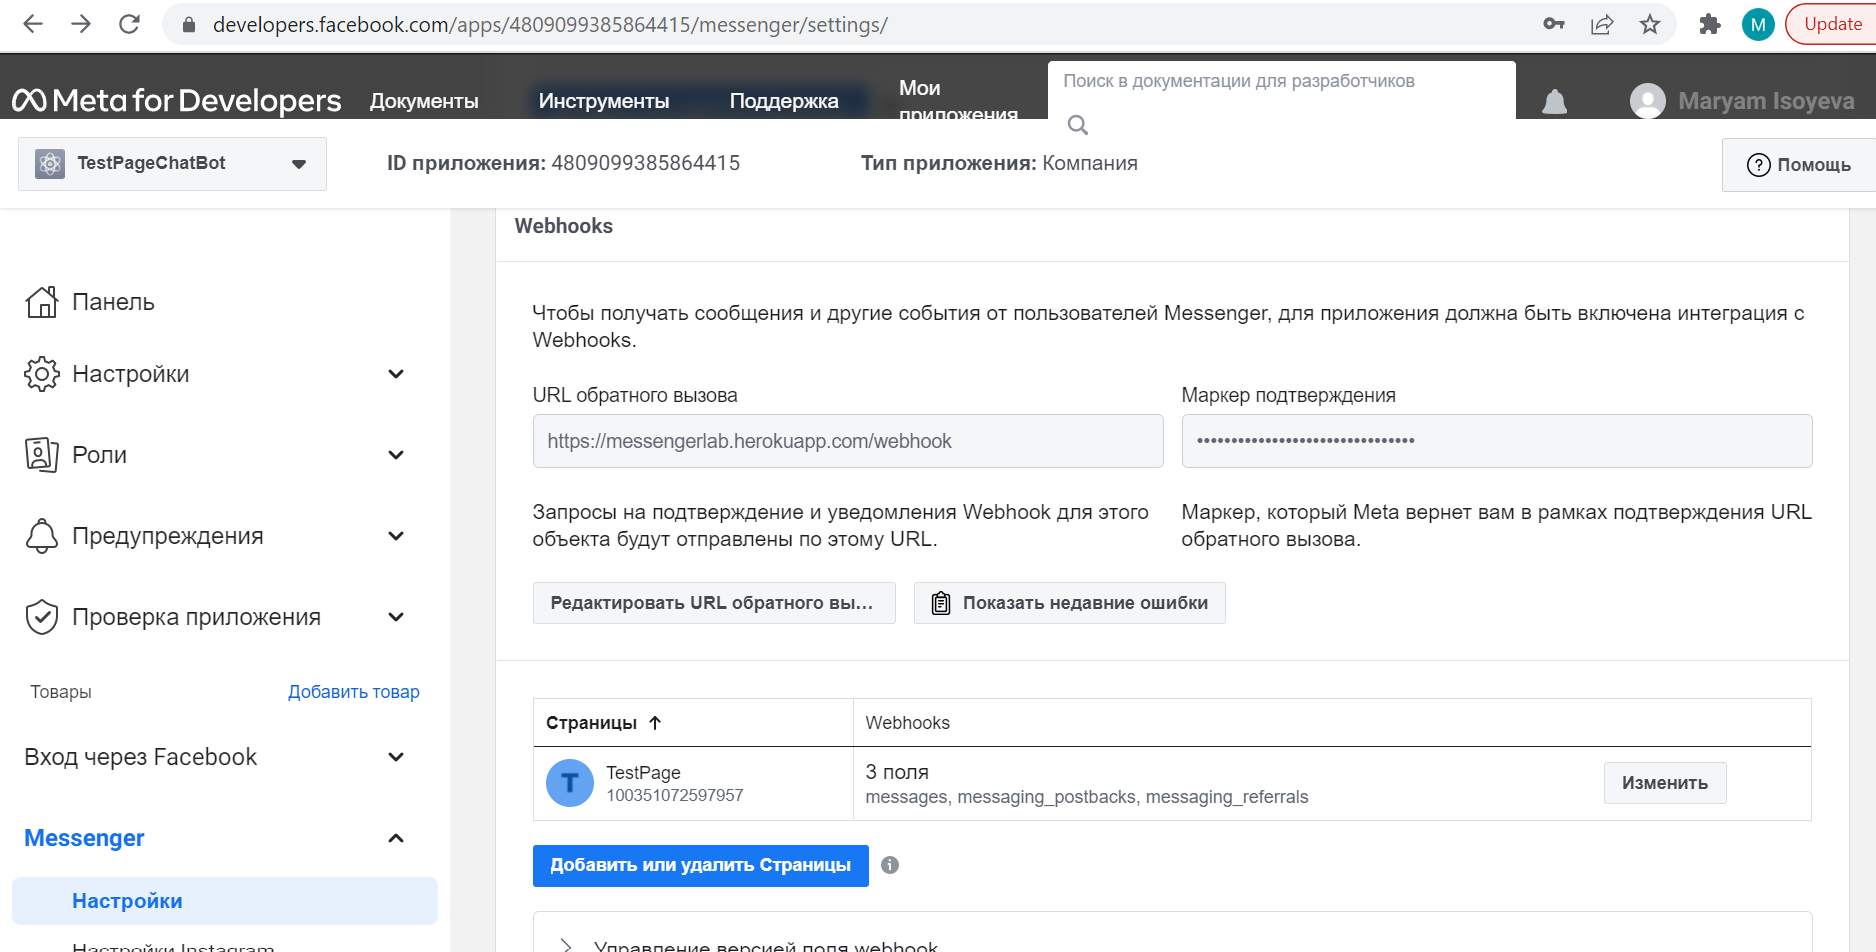 developers.facebook.com/apps/4809099385864415/messenger/settings/
M
Update
Meta for Developers
Документы
Инструменты
Поддержка
Мои
приложения
Поиск в документации для разработчиков
Maryam Isoyeva
TestPageChatBot
ID приложения: 4809099385864415
Тип приложения: Компания
Помощь
Панель
Настройки
Роли
Предупреждения
Проверка приложения
Товары
Добавить товар
Вход через Facebook
Messenger
Настройки
Настройки Instagram
Webhooks
Чтобы получать сообщения и другие события от пользователей Messenger, для приложения должна быть включена интеграция с
Webhooks.
URL обратного вызова
https://messengerlab.herokuapp.com/webhook
Маркер подтверждения
Запросы на подтверждение и уведомления Webhook для этого
объекта будут отправлены по этому URL.
Маркер, который Meta вернет вам в рамках подтверждения URL
обратного вызова.
Редактировать URL обратного вы...
Показать недавние ошибки
Страницы
Webhooks
T
TestPage
100351072597957
3 поля
messages, messaging_postbacks, messaging_referrals
Изменить
Добавить или удалить Страницы
Управление версией поля webhook